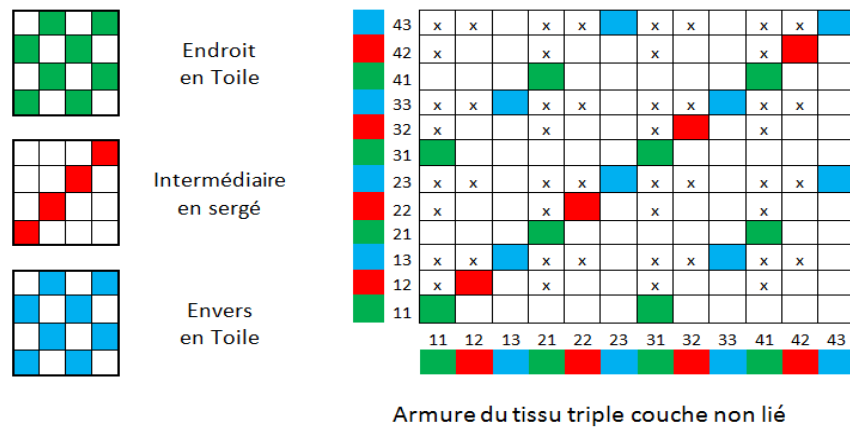 Endroit
en Toile
Intermédiaire
en sergé
Envers
en Toile
43 x x x x x x x x
42 x x x x
41
33 x x x x x x x x
32 x x x x
31
23 x x x x x x x x
22 x x x x
21
13 x x x x x x x x
12 x x x x
11
11 12 13 21 22 23 31 32 33 41 42 43
Armure du tissu triple couche non lié